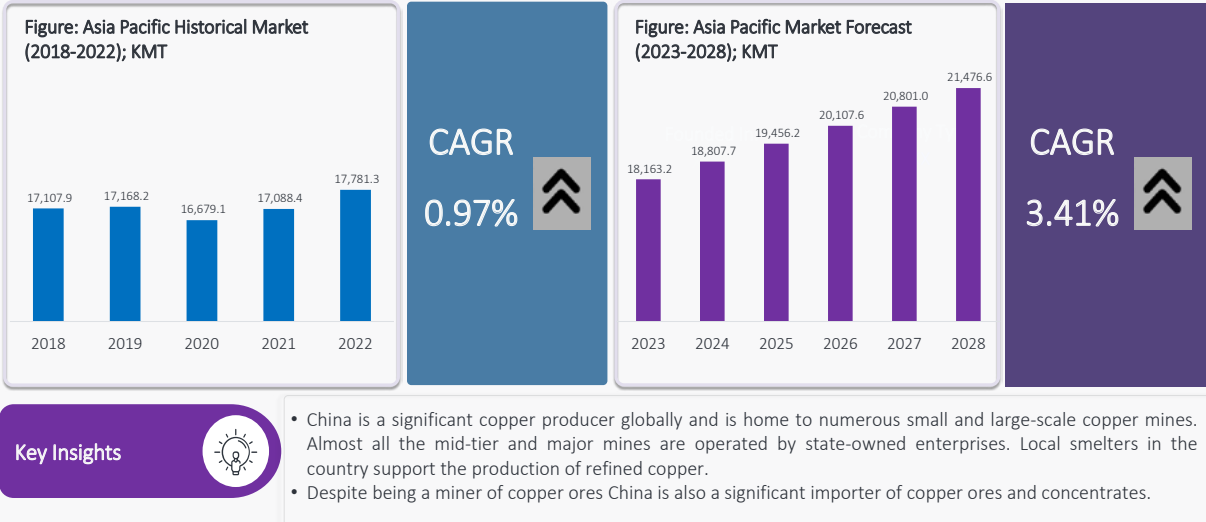 Figure: Asia Pacific Historical Market
(2018-2022); KMT
17,107.9
17,168.2
16,679.1
17,088.4
17,781.3
2018
2019
2020
2021
2022
CAGR
0.97%
Figure: Asia Pacific Market Forecast
(2023-2028); KMT
18,163.2
18,807.7
19,456.2
20,107.6
20,801.0
21,476.6
2023
2024
2025
2026
2027
2028
CAGR
3.41%
Key Insights
• China is a significant copper producer globally and is home to numerous small and large-scale copper mines.
Almost all the mid-tier and major mines are operated by state-owned enterprises. Local smelters in the
country support the production of refined copper.
• Despite being a miner of copper ores China is also a significant importer of copper ores and concentrates.